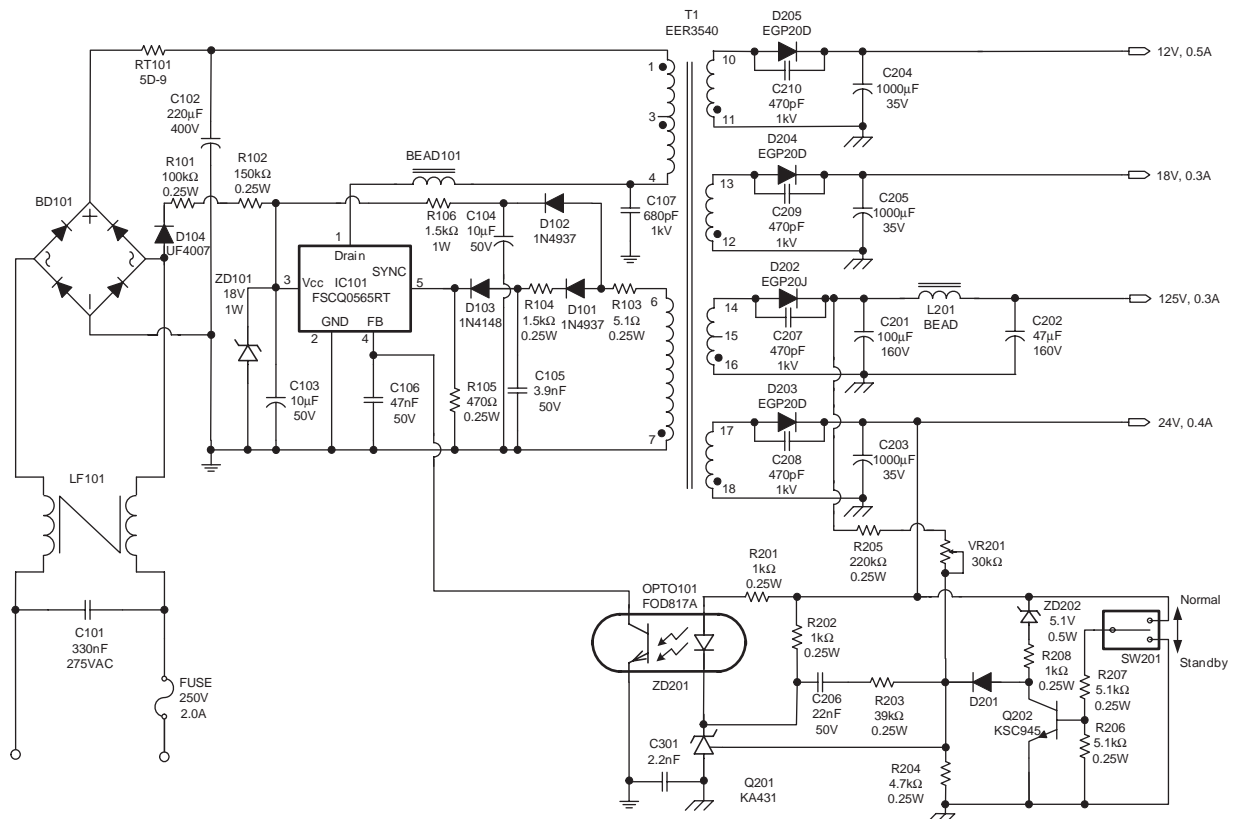 T1
EER3540
D205
EGP20D
RT101
5D-9
1
3
4
10
11
C210
470pF
1kV
C204
1000µF
35V
12V, 0.5A
C102
220µF
400V
D204
EGP20D
13
12
C209
470pF
1kV
C205
1000µF
35V
18V, 0.3A
R101
100kΩ
0.25W
R102
150kΩ
0.25W
BEAD101
BD101
D104
UF4007
R106
1.5kΩ
1W
C104
10µF
50V
D102
1N4937
C107
680pF
1kV
1
Drain
SYNC
3
Vcc
IC101
FSCQ0565RT
5
GND
FB
2
4
ZD101
18V
1W
D103
1N4148
R104
1.5kΩ
0.25W
D101
1N4937
R103
5.1Ω
0.25W
6
7
D202
EGP20J
14
15
16
C207
470pF
1kV
C201
100µF
160V
L201
BEAD
C202
47µF
160V
125V, 0.3A
C103
10µF
50V
C106
47nF
50V
R105
470Ω
0.25W
C105
3.9nF
50V
D203
EGP20D
17
18
C208
470pF
1kV
C203
1000µF
35V
24V, 0.4A
LF101
C101
330nF
275VAC
FUSE
250V
2.0A
R205
220kΩ
0.25W
VR201
30kΩ
OPTO101
FOD817A
R201
1kΩ
0.25W
R202
1kΩ
0.25W
ZD201
C206
22nF
50V
R203
39kΩ
0.25W
D201
ZD202
5.1V
0.5W
R208
1kΩ
0.25W
SW201
Normal
Standby
R207
5.1kΩ
0.25W
Q202
KSC945
R206
5.1kΩ
0.25W
C301
2.2nF
Q201
KA431
R204
4.7kΩ
0.25W